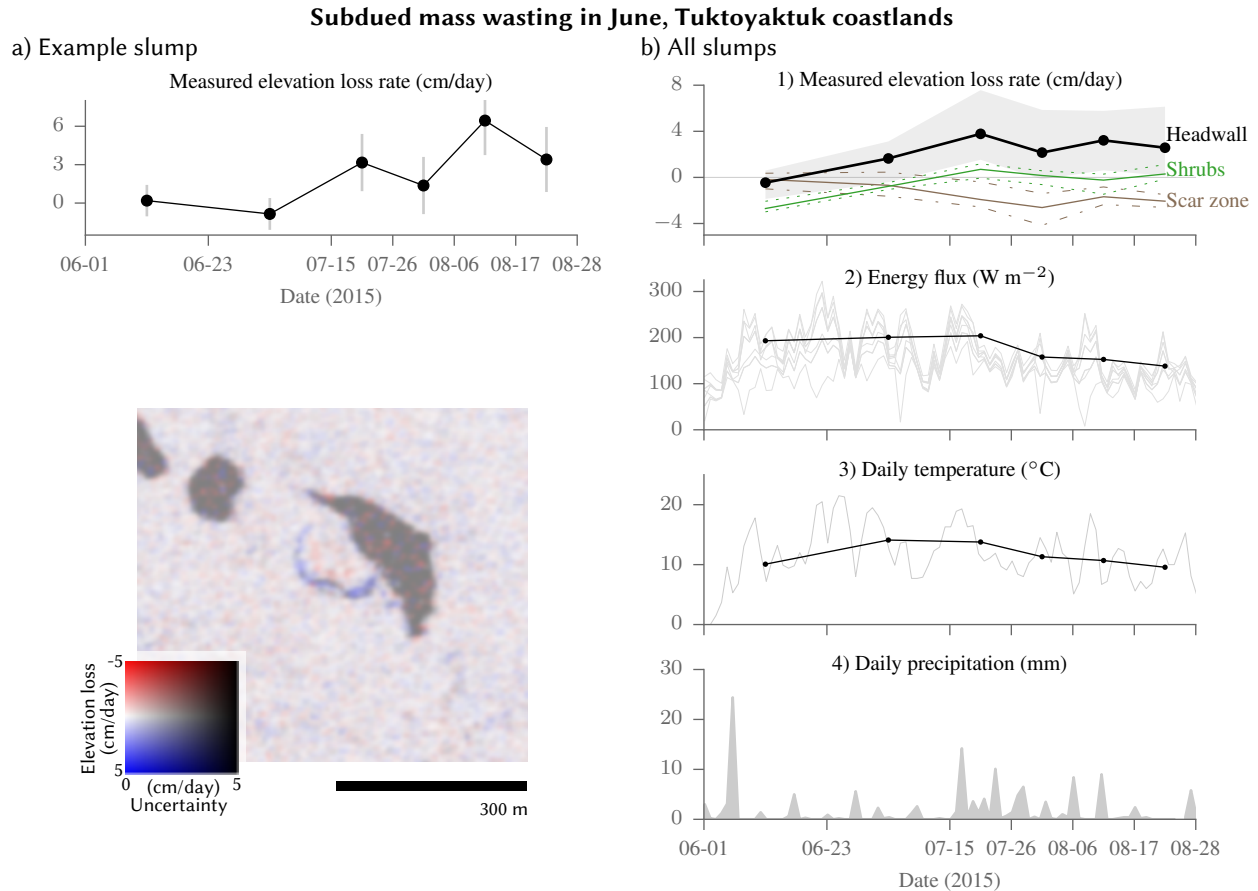 Subdued mass wasting in June, Tuktoyaktuk coastlands
a) Example slump
Measured elevation loss rate (cm/day)
6
3
0
06-01 06-23 07-15 07-26 08-06 08-17 08-28
Date (2015)
-5
5
Elevation loss
(cm/day)
0 (cm/day) 5
Uncertainty
300 m
b) All slumps
1) Measured elevation loss rate (cm/day)
8
4
0
−4
Headwall
Shrubs
Scar zone
2) Energy flux (W m−2)
300
200
100
0
3) Daily temperature (°C)
20
10
0
4) Daily precipitation (mm)
30
20
10
0
06-01 06-23 07-15 07-26 08-06 08-17 08-28
Date (2015)